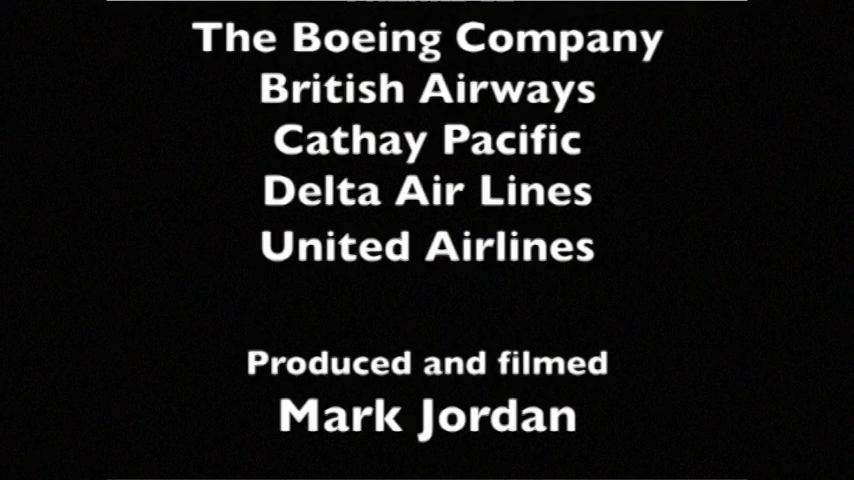 The Boeing Company
British Airways
Cathay Pacific
Delta Air Lines
United Airlines
Produced and filmed
Mark Jordan